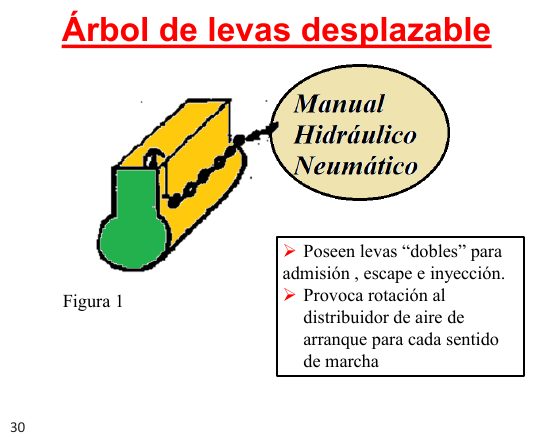 Árbol de levas desplazable
Manual
Hidráulico
Neumático
➢ Poseen levas “dobles” para
admisión , escape e inyección.
➢ Provoca rotación al
distribuidor de aire de
arranque para cada sentido
de marcha
Figura 1
30